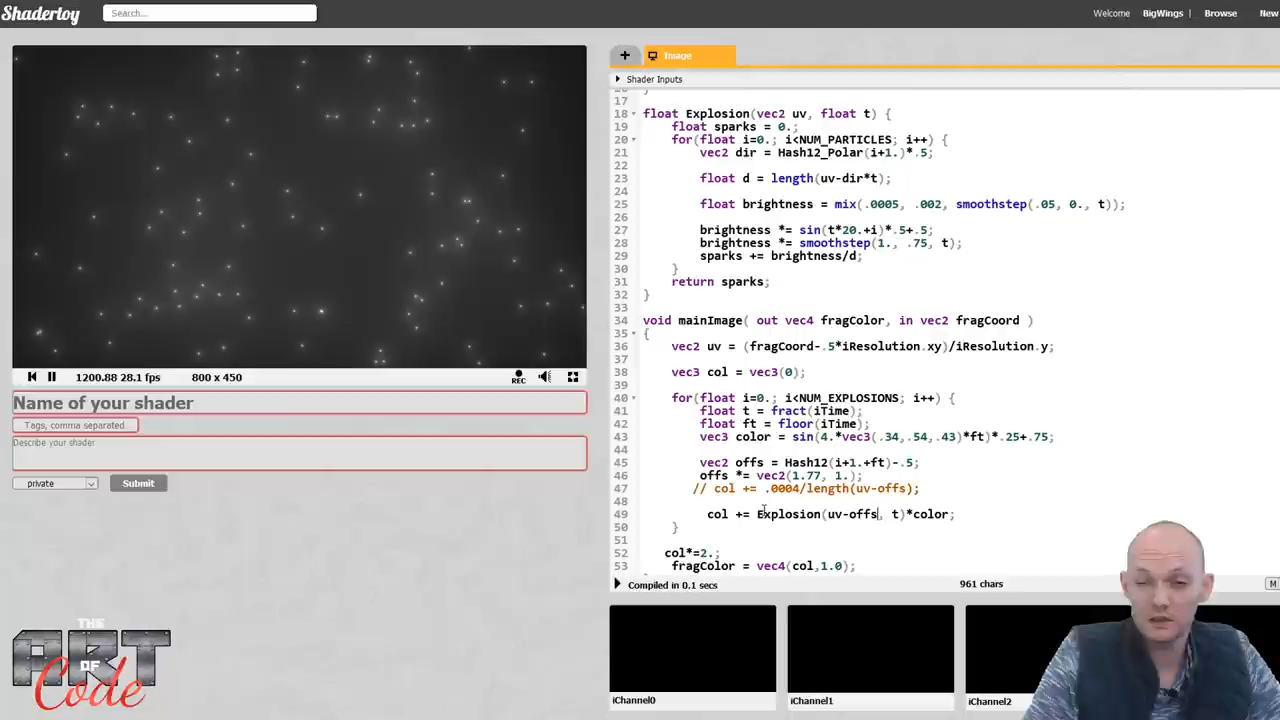 Shadertoy
Search...
Welcome BigWings | Browse New
+ Image
Shader Inputs
17
18 float Explosion(vec2 uv, float t) {
19 float sparks = 0.;
20 for(float i=0.; i<NUM_PARTICLES; i++) {
21 vec2 dir = Hash12_Polar(i+1.)*.5;
22
23 float d = length(uv-dir*t);
24
25 float brightness = mix(.0005, .002, smoothstep(.05, 0., t));
26
27 brightness *= sin(t*20.+i)*.5+.5;
28 brightness *= smoothstep(1., .75, t);
29 sparks += brightness/d;
30 }
31 return sparks;
32 }
33
34 void mainImage( out vec4 fragColor, in vec2 fragCoord )
35 {
36 vec2 uv = (fragCoord-.5*iResolution.xy)/iResolution.y;
37
38 vec3 col = vec3(0);
39
40 for(float i=0.; i<NUM_EXPLOSIONS; i++) {
41 float t = fract(iTime);
42 float ft = floor(iTime);
43 vec3 color = sin(4.*vec3(.34,.54,.43)*ft)*.25+.75;
44
45 vec2 offs = Hash12(i+1.+ft)-.5;
46 offs *= vec2(1.77, 1.);
47 // col += .0004/length(uv-offs);
48
49 col += Explosion(uv-offs, t)*color;
50 }
51
52 col*=2.;
53 fragColor = vec4(col,1.0);
1200.88 28.1 fps 800 x 450
REC
Name of your shader
Tags, comma separated
Describe your shader
private
Submit
Compiled in 0.1 secs 961 chars M
iChannel0
iChannel1
iChannel2
THE
ART
OF
Code